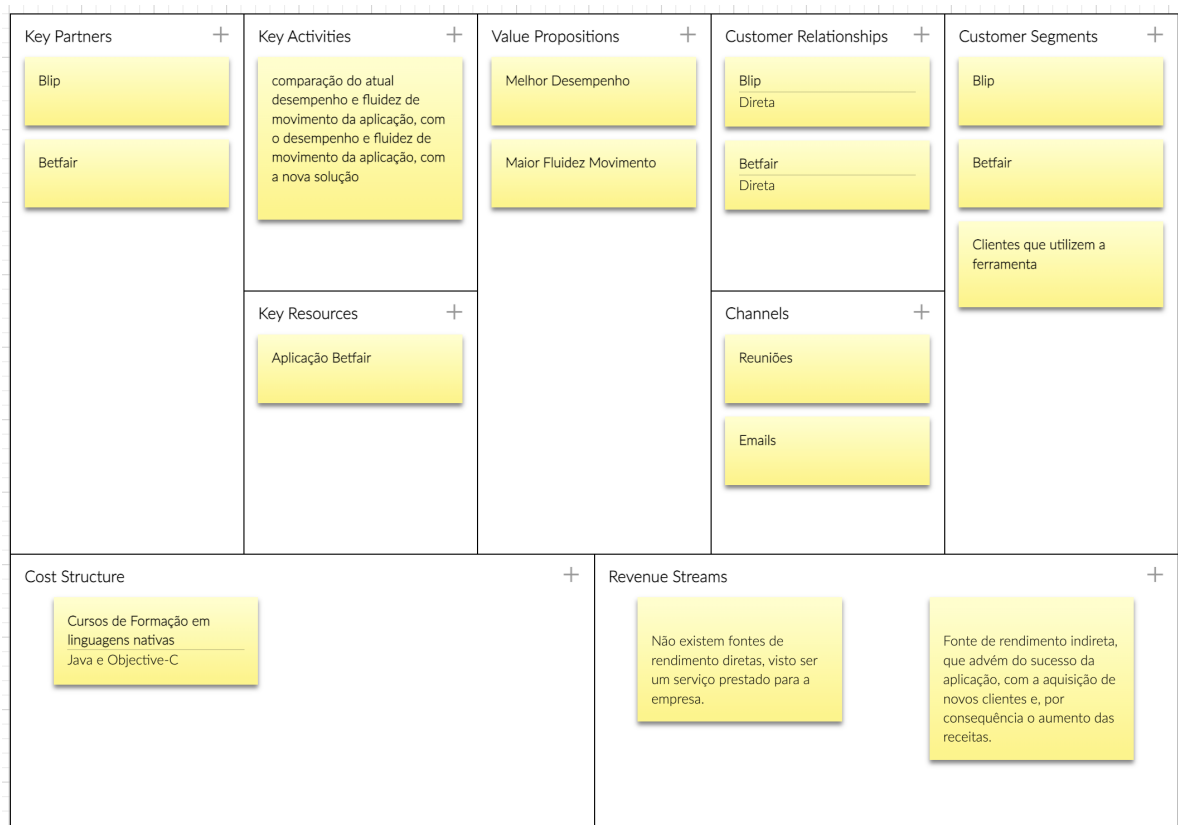 Key Partners
Blip
Betfair
Key Activities
comparação do atual
desempenho e fluidez de
movimento da aplicação, com
o desempenho e fluidez de
movimento da aplicação, com
a nova solução
Key Resources
Aplicação Betfair
Value Propositions
Melhor Desempenho
Maior Fluidez Movimento
Customer Relationships
Blip
Direta
Betfair
Direta
Channels
Reuniões
Emails
Customer Segments
Blip
Betfair
Clientes que utilizem a
ferramenta
Cost Structure
Cursos de Formação em
linguagens nativas
Java e Objective-C
Revenue Streams
Não existem fontes de
rendimento diretas, visto ser
um serviço prestado para a
empresa.
Fonte de rendimento indireta,
que advém do sucesso da
aplicação, com a aquisição de
novos clientes e, por
consequência o aumento das
receitas.